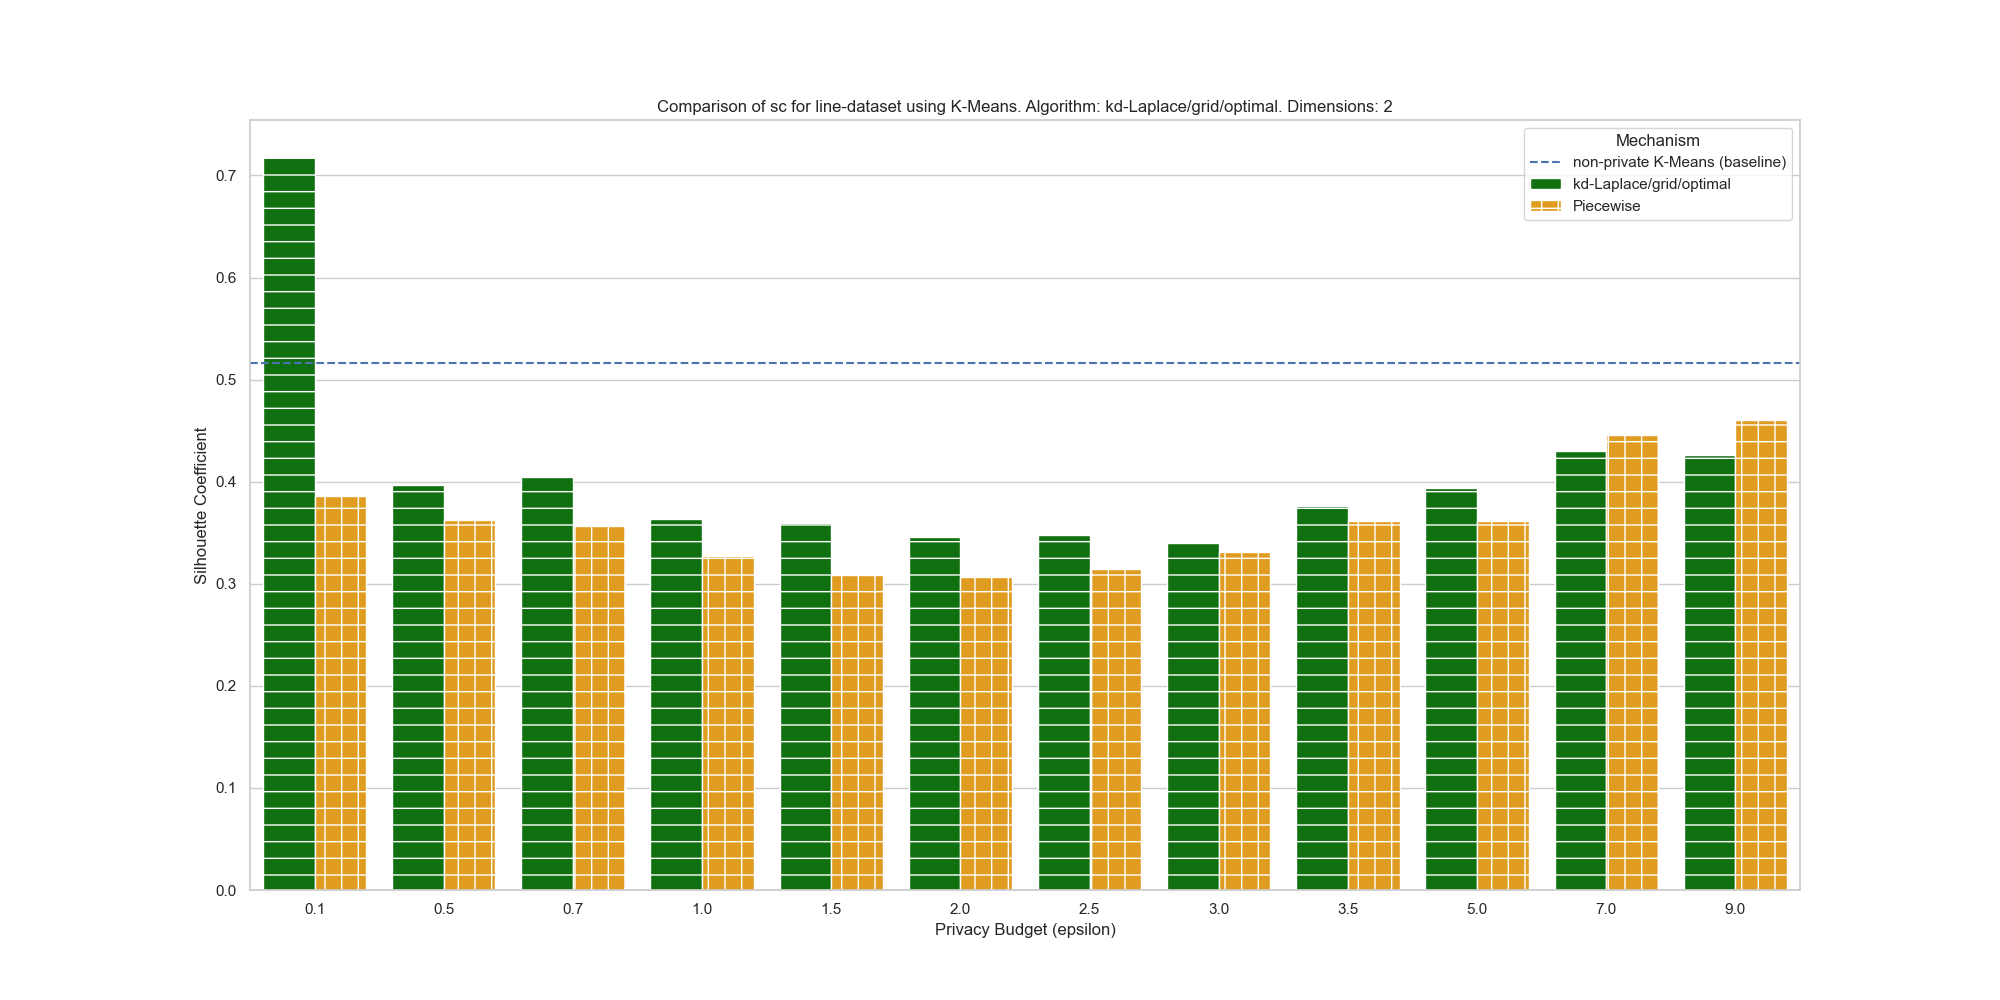 Comparison of sc for line-dataset using K-Means. Algorithm: kd-Laplace/grid/optimal. Dimensions: 2
Mechanism
non-private K-Means (baseline)
kd-Laplace/grid/optimal
Piecewise
Silhouette Coefficient
0.7
0.6
0.5
0.4
0.3
0.2
0.1
0.0
0.1 0.5 0.7 1.0 1.5 2.0 2.5 3.0 3.5 5.0 7.0 9.0
Privacy Budget (epsilon)